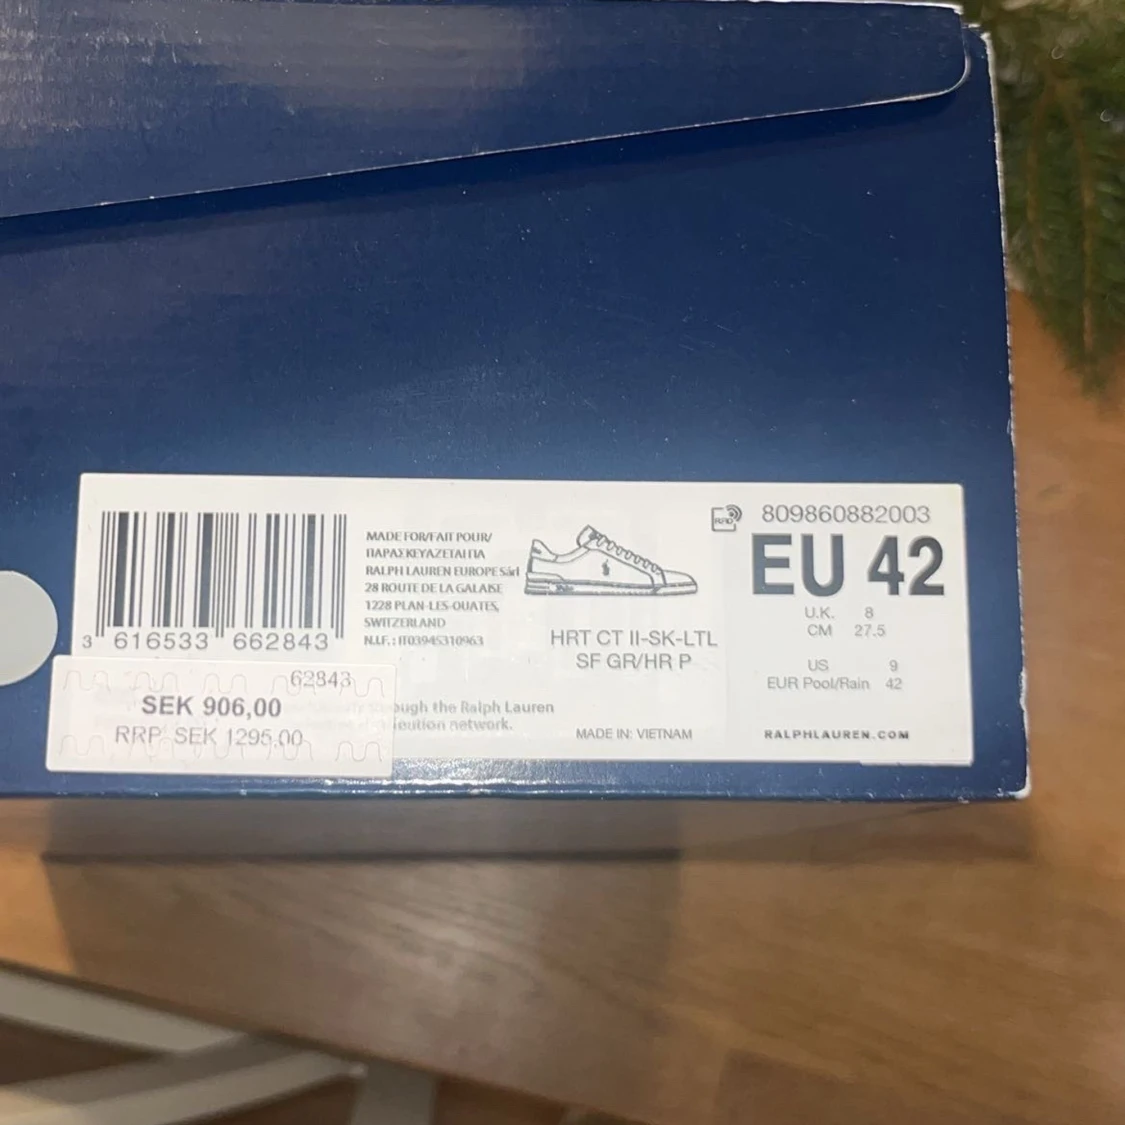 3 616533 662843
MADE FOR/FAIT POUR/
ΠΑΡΑΣΚΕΥΑΖΕΤΑΙ ΓΙΑ
RALPH LAUREN EUROPE Sàrl
28 ROUTE DE LA GALAISE
1228 PLAN-LES-OUATES,
SWITZERLAND
N.I.F. : IT03945310963
HRT CT II-SK-LTL
SF GR/HR P
RFID 809860882003
EU 42
U.K. 8
CM 27.5
US 9
EUR Pool/Rain 42
62843
SEK 906,00
RRP SEK 1295,00
the Ralph Lauren
network.
MADE IN: VIETNAM
RALPHLAUREN.COM